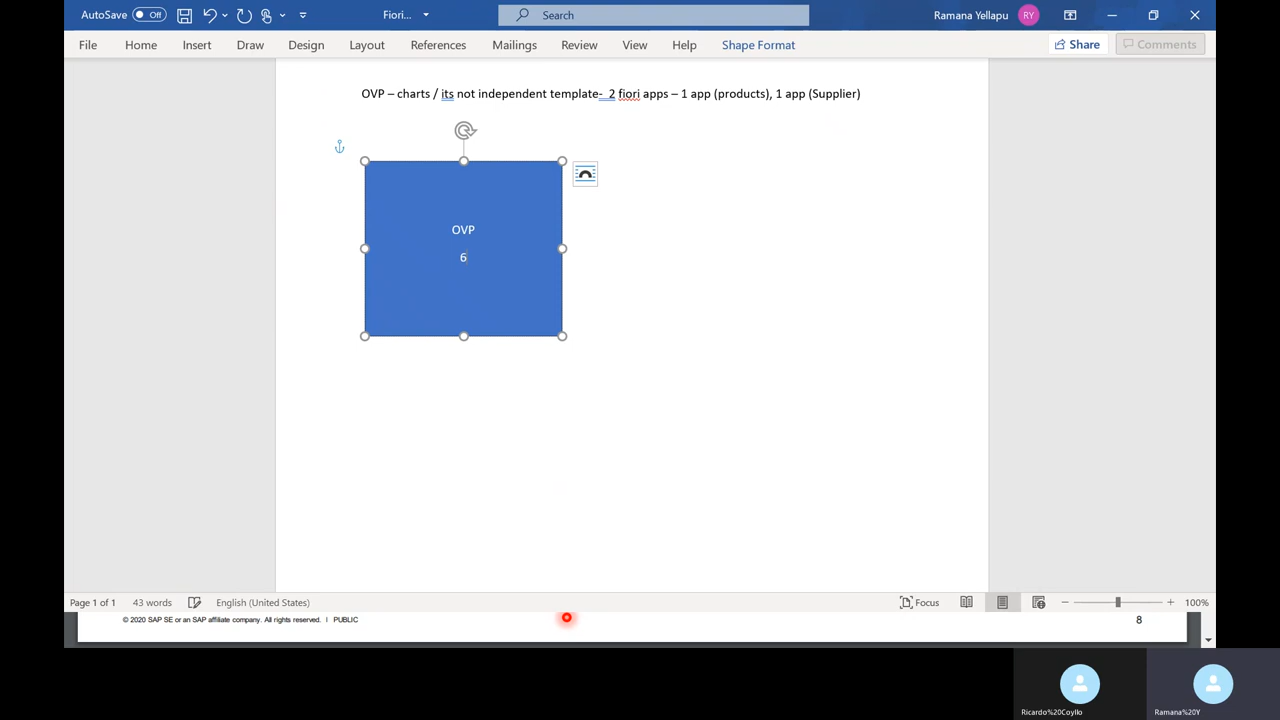 AutoSave Off Fiori... Search Ramana Yellapu RY
File Home Insert Draw Design Layout References Mailings Review View Help Shape Format Share Comments
OVP – charts / its not independent template-  2 fiori apps – 1 app (products), 1 app (Supplier)
OVP
6
Page 1 of 1 43 words English (United States) Focus 100%
© 2020 SAP SE or an SAP affiliate company. All rights reserved. | PUBLIC 8
Ricardo%20Coyllo Ramana%20Y